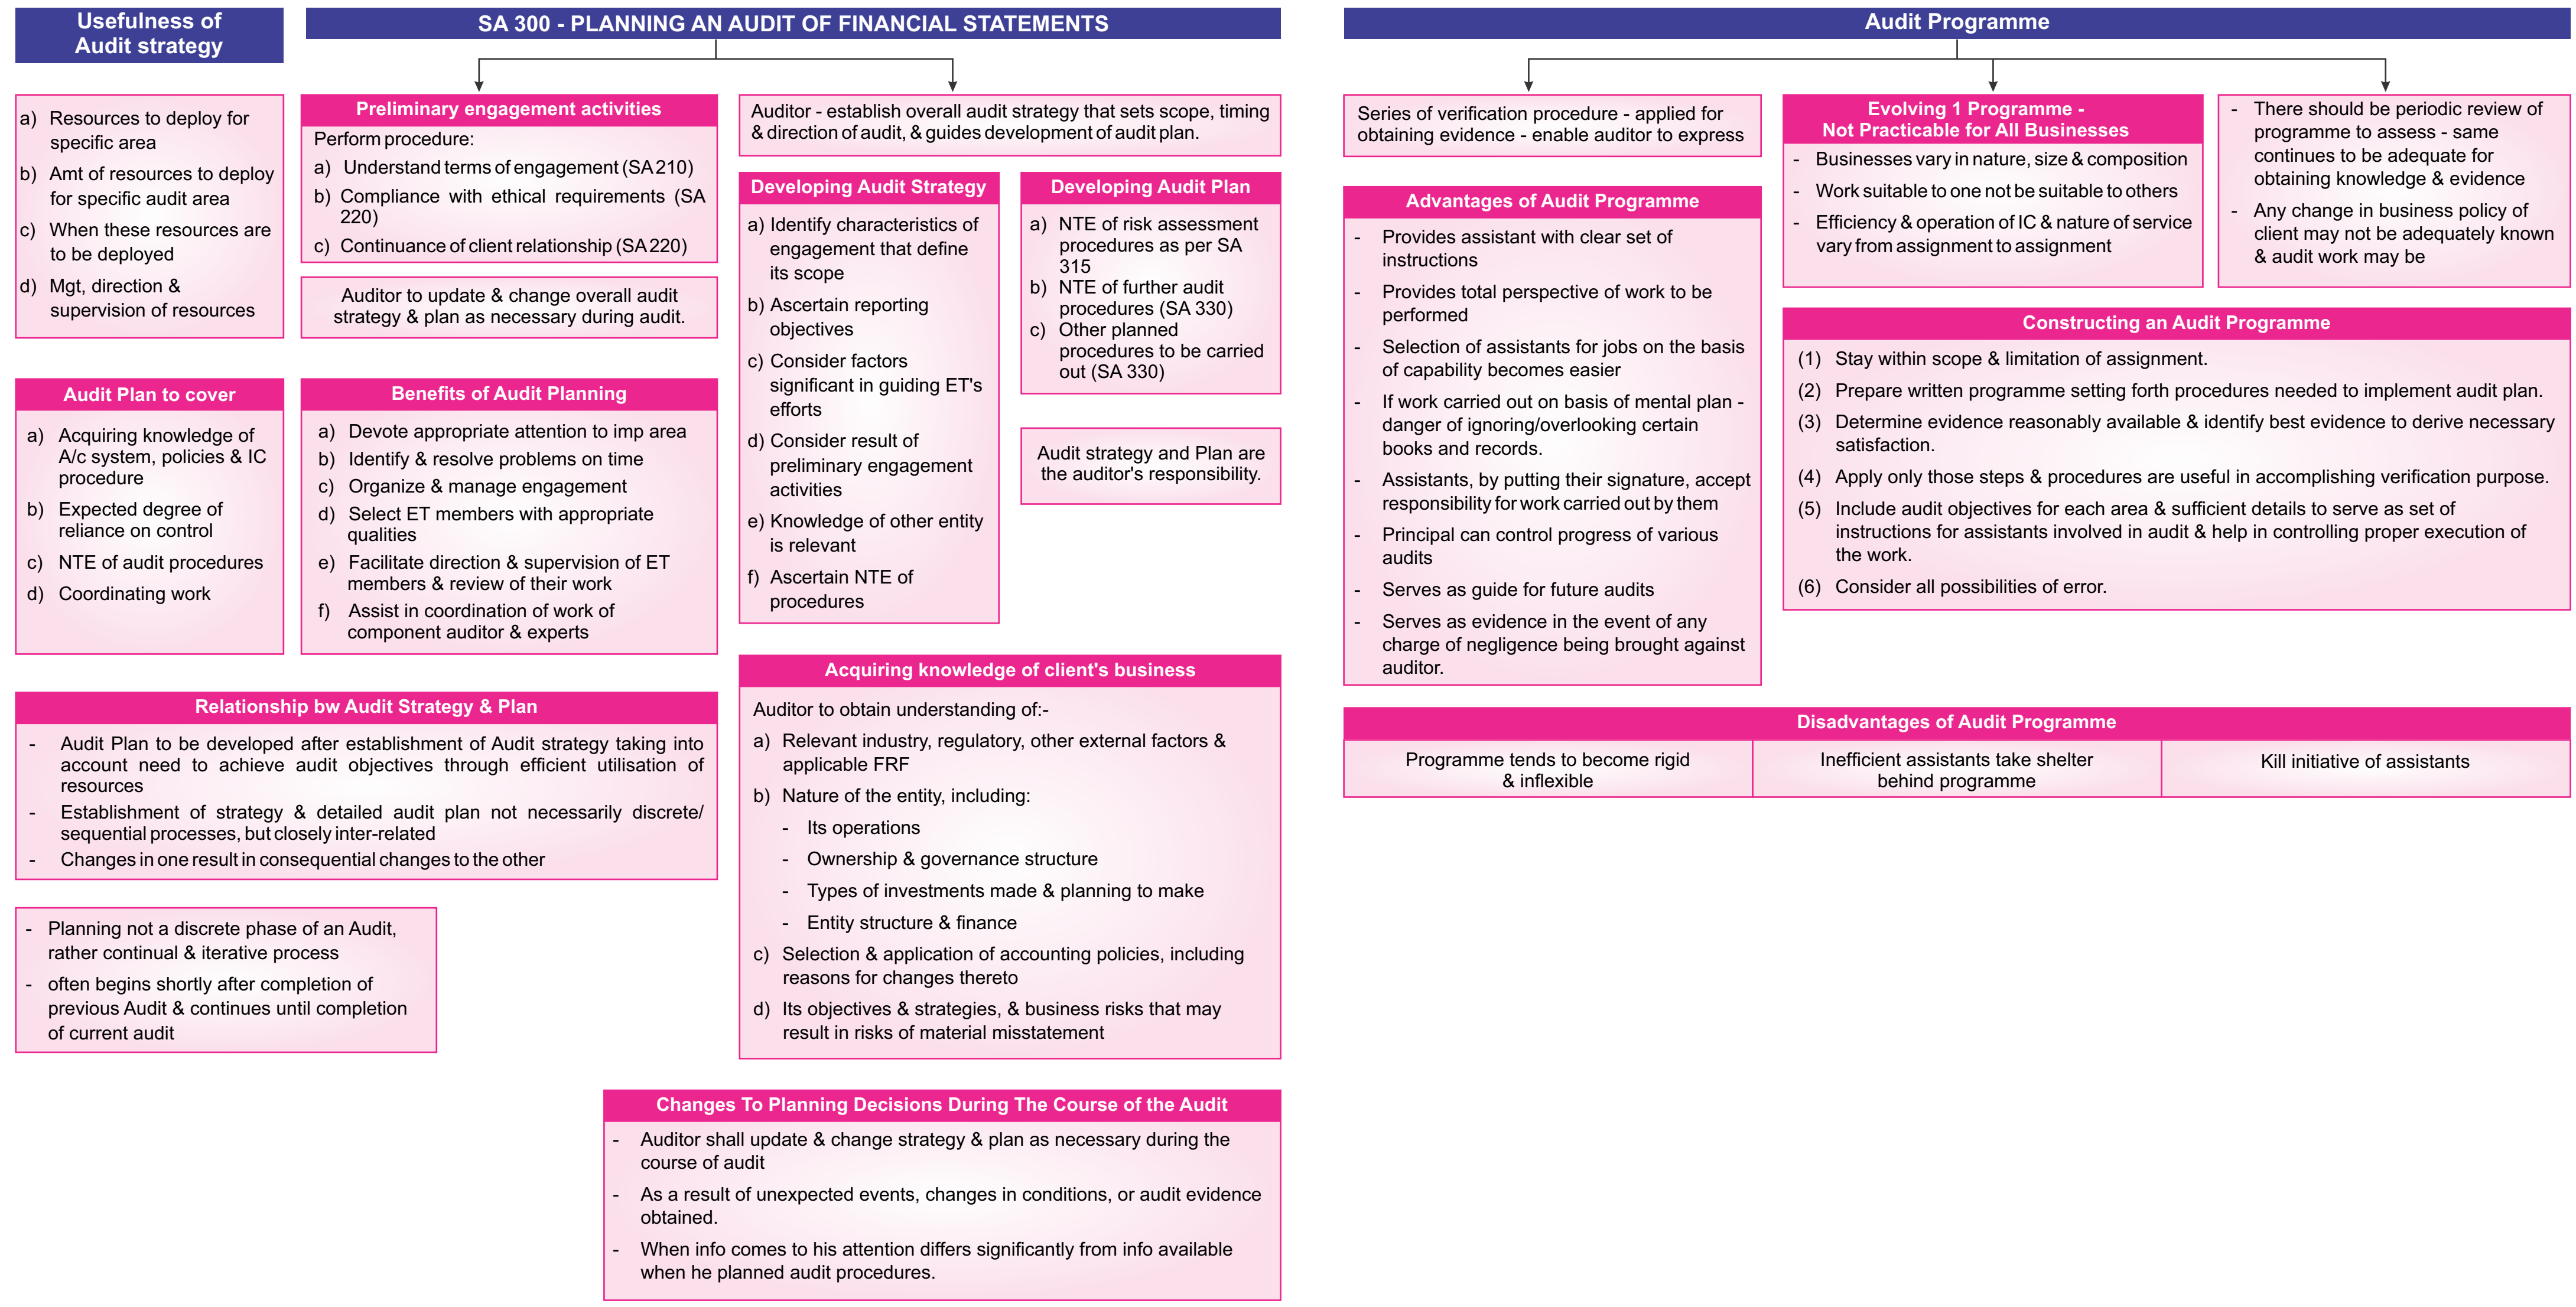 Usefulness of
Audit strategy
a) Resources to deploy for
specific area
b) Amt of resources to deploy
for specific audit area
c) When these resources are
to be deployed
d) Mgt, direction &
supervision of resources
SA 300 - PLANNING AN AUDIT OF FINANCIAL STATEMENTS
Preliminary engagement activities
Perform procedure:
a) Understand terms of engagement (SA 210)
b) Compliance with ethical requirements (SA
220)
c) Continuance of client relationship (SA 220)
Auditor to update & change overall audit
strategy & plan as necessary during audit.
Auditor - establish overall audit strategy that sets scope, timing
& direction of audit, & guides development of audit plan.
Developing Audit Strategy
a) Identify characteristics of
engagement that define
its scope
b) Ascertain reporting
objectives
c) Consider factors
significant in guiding ET's
efforts
d) Consider result of
preliminary engagement
activities
e) Knowledge of other entity
is relevant
f) Ascertain NTE of
procedures
Developing Audit Plan
a) NTE of risk assessment
procedures as per SA
315
b) NTE of further audit
procedures (SA 330)
c) Other planned
procedures to be carried
out (SA 330)
Audit strategy and Plan are
the auditor's responsibility.
Audit Plan to cover
a) Acquiring knowledge of
A/c system, policies & IC
procedure
b) Expected degree of
reliance on control
c) NTE of audit procedures
d) Coordinating work
Benefits of Audit Planning
a) Devote appropriate attention to imp area
b) Identify & resolve problems on time
c) Organize & manage engagement
d) Select ET members with appropriate
qualities
e) Facilitate direction & supervision of ET
members & review of their work
f) Assist in coordination of work of
component auditor & experts
Relationship bw Audit Strategy & Plan
- Audit Plan to be developed after establishment of Audit strategy taking into
account need to achieve audit objectives through efficient utilisation of
resources
- Establishment of strategy & detailed audit plan not necessarily discrete/
sequential processes, but closely inter-related
- Changes in one result in consequential changes to the other
- Planning not a discrete phase of an Audit,
rather continual & iterative process
- often begins shortly after completion of
previous Audit & continues until completion
of current audit
Acquiring knowledge of client's business
Auditor to obtain understanding of:-
a) Relevant industry, regulatory, other external factors &
applicable FRF
b) Nature of the entity, including:
- Its operations
- Ownership & governance structure
- Types of investments made & planning to make
- Entity structure & finance
c) Selection & application of accounting policies, including
reasons for changes thereto
d) Its objectives & strategies, & business risks that may
result in risks of material misstatement
Changes To Planning Decisions During The Course of the Audit
- Auditor shall update & change strategy & plan as necessary during the
course of audit
- As a result of unexpected events, changes in conditions, or audit evidence
obtained.
- When info comes to his attention differs significantly from info available
when he planned audit procedures.
Audit Programme
Series of verification procedure - applied for
obtaining evidence - enable auditor to express
Advantages of Audit Programme
- Provides assistant with clear set of
instructions
- Provides total perspective of work to be
performed
- Selection of assistants for jobs on the basis
of capability becomes easier
- If work carried out on basis of mental plan -
danger of ignoring/overlooking certain
books and records.
- Assistants, by putting their signature, accept
responsibility for work carried out by them
- Principal can control progress of various
audits
- Serves as guide for future audits
- Serves as evidence in the event of any
charge of negligence being brought against
auditor.
Evolving 1 Programme -
Not Practicable for All Businesses
- Businesses vary in nature, size & composition
- Work suitable to one not be suitable to others
- Efficiency & operation of IC & nature of service
vary from assignment to assignment
- There should be periodic review of
programme to assess - same
continues to be adequate for
obtaining knowledge & evidence
- Any change in business policy of
client may not be adequately known
& audit work may be
Constructing an Audit Programme
(1) Stay within scope & limitation of assignment.
(2) Prepare written programme setting forth procedures needed to implement audit plan.
(3) Determine evidence reasonably available & identify best evidence to derive necessary
satisfaction.
(4) Apply only those steps & procedures are useful in accomplishing verification purpose.
(5) Include audit objectives for each area & sufficient details to serve as set of
instructions for assistants involved in audit & help in controlling proper execution of
the work.
(6) Consider all possibilities of error.
Disadvantages of Audit Programme
Programme tends to become rigid
& inflexible
Inefficient assistants take shelter
behind programme
Kill initiative of assistants